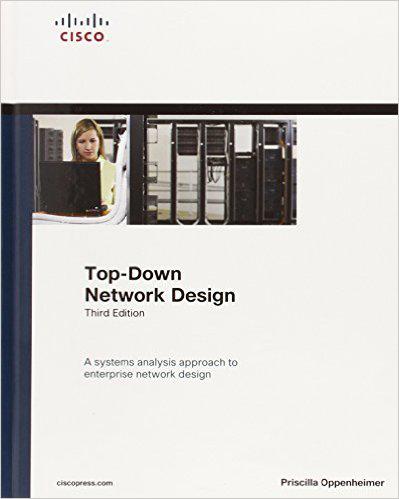 CISCO
Top-Down
Network Design
Third Edition
A systems analysis approach to
enterprise network design
ciscopress.com
Priscilla Oppenheimer